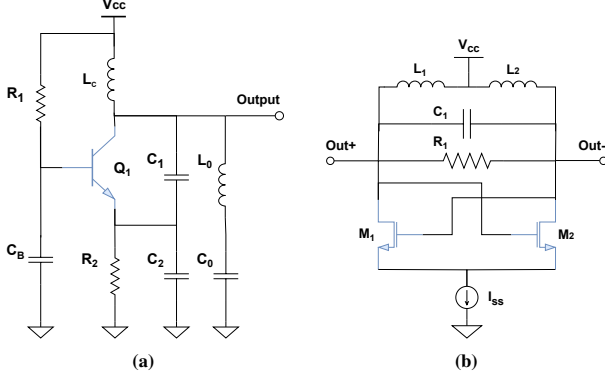 Vcc
R1
Lc
Output
Q1
C1
L0
CB
R2
C2
C0
(a)
Vcc
L1
L2
C1
Out+
R1
Out-
M1
M2
Iss
(b)